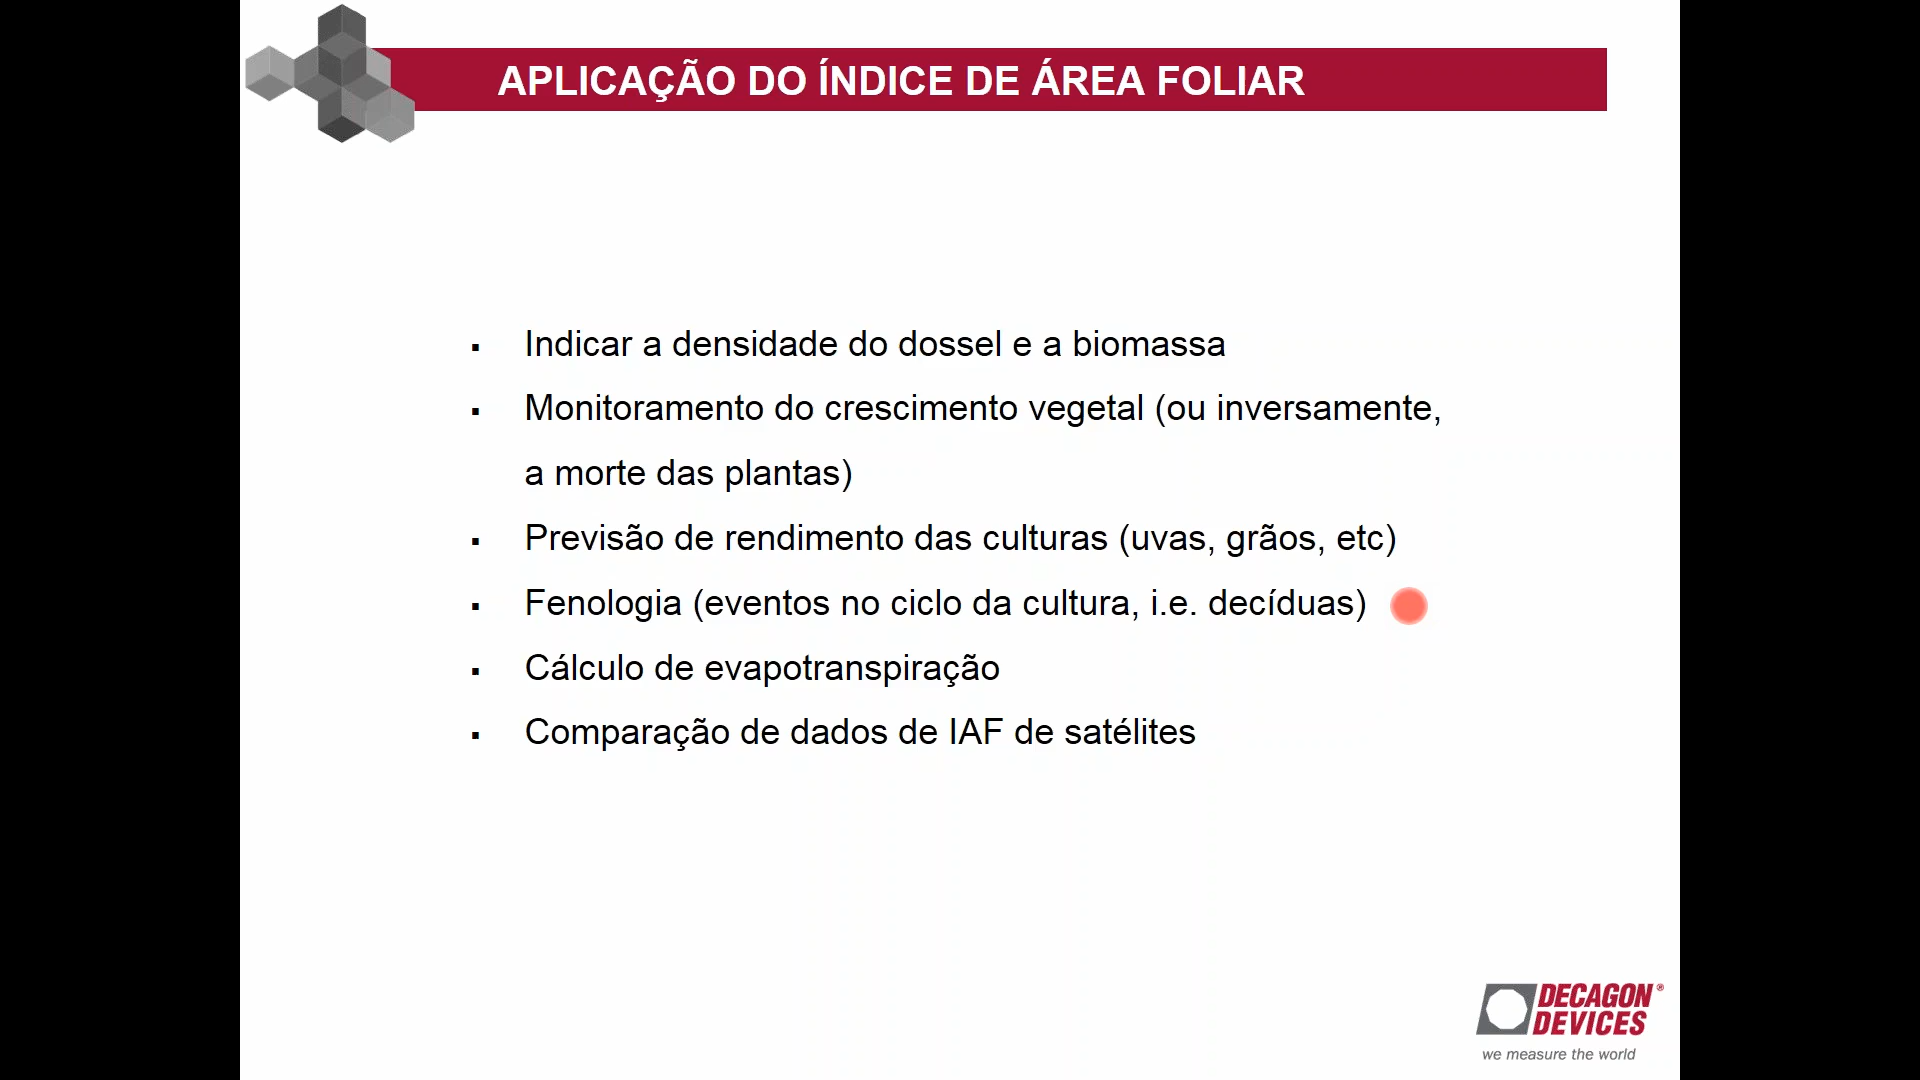 APLICAÇÃO DO ÍNDICE DE ÁREA FOLIAR
▪ Indicar a densidade do dossel e a biomassa
▪ Monitoramento do crescimento vegetal (ou inversamente,
a morte das plantas)
▪ Previsão de rendimento das culturas (uvas, grãos, etc)
▪ Fenologia (eventos no ciclo da cultura, i.e. decíduas)
▪ Cálculo de evapotranspiração
▪ Comparação de dados de IAF de satélites
DECAGON®
DEVICES
we measure the world